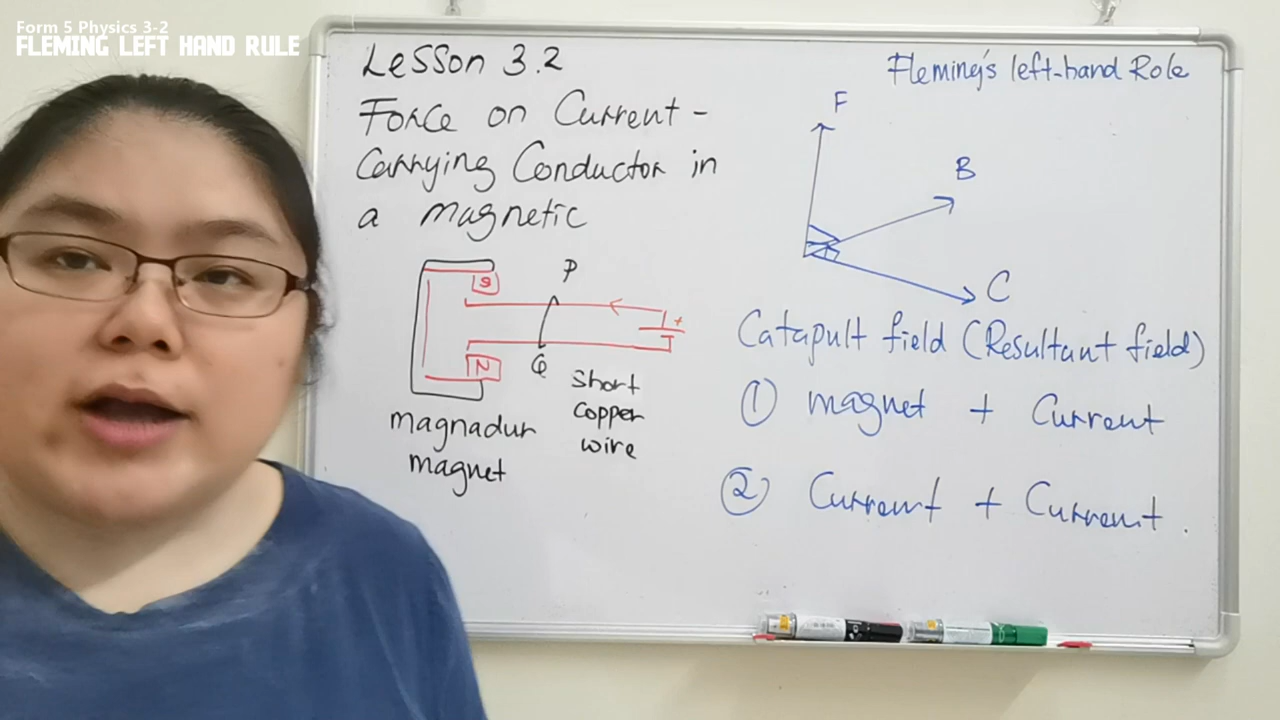 Form 5 Physics 3-2
FLEMING LEFT HAND RULE
Lesson 3.2
Force on Current-
Carrying Conductor in
a magnetic
S
P
+
N
Q
short
copper
wire
magnadur
magnet
Fleming's left-hand Role
F
B
C
Catapult field (Resultant field)
① magnet + Current
② Current + Current.